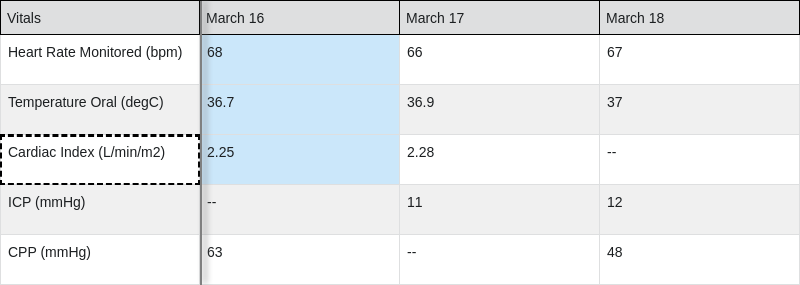 Vitals March 16 March 17 March 18
Heart Rate Monitored (bpm) 68 66 67
Temperature Oral (degC) 36.7 36.9 37
Cardiac Index (L/min/m2) 2.25 2.28 --
ICP (mmHg) -- 11 12
CPP (mmHg) 63 -- 48